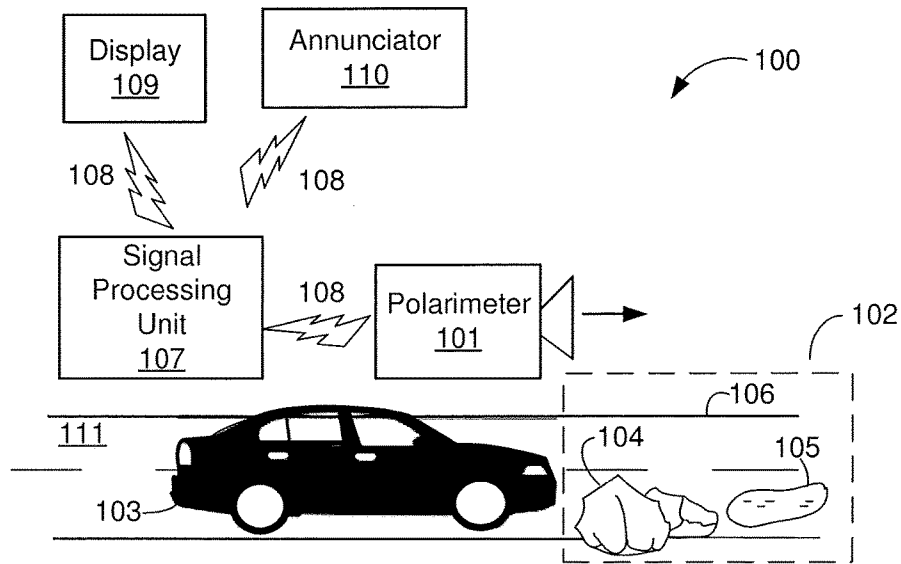 Display
109
Annunciator
110
100
108
108
Signal
Processing
Unit
107
108
Polarimeter
101
102
106
111
104
105
103